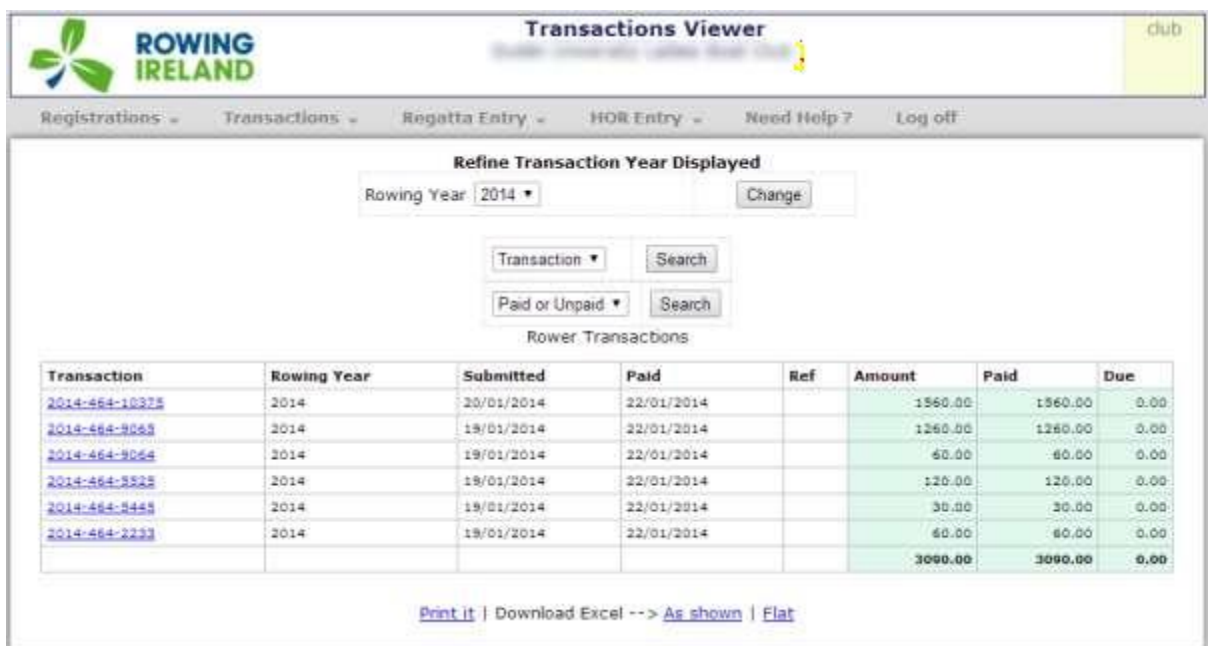 ROWING
IRELAND
Transactions Viewer
club
Registrations Transactions Regatta Entry HOR Entry Need Help ? Log off
Refine Transaction Year Displayed
Rowing Year 2014 Change
Transaction Search
Paid or Unpaid Search
Rower Transactions
Transaction Rowing Year Submitted Paid Ref Amount Paid Due
2014-464-10375 2014 20/01/2014 22/01/2014 1560.00 1560.00 0.00
2014-464-9065 2014 19/01/2014 22/01/2014 1260.00 1260.00 0.00
2014-464-9064 2014 19/01/2014 22/01/2014 60.00 60.00 0.00
2014-464-5525 2014 19/01/2014 22/01/2014 120.00 120.00 0.00
2014-464-5445 2014 19/01/2014 22/01/2014 30.00 30.00 0.00
2014-464-2233 2014 19/01/2014 22/01/2014 60.00 60.00 0.00
3090.00 3090.00 0.00
Print it | Download Excel --> As shown | Flat